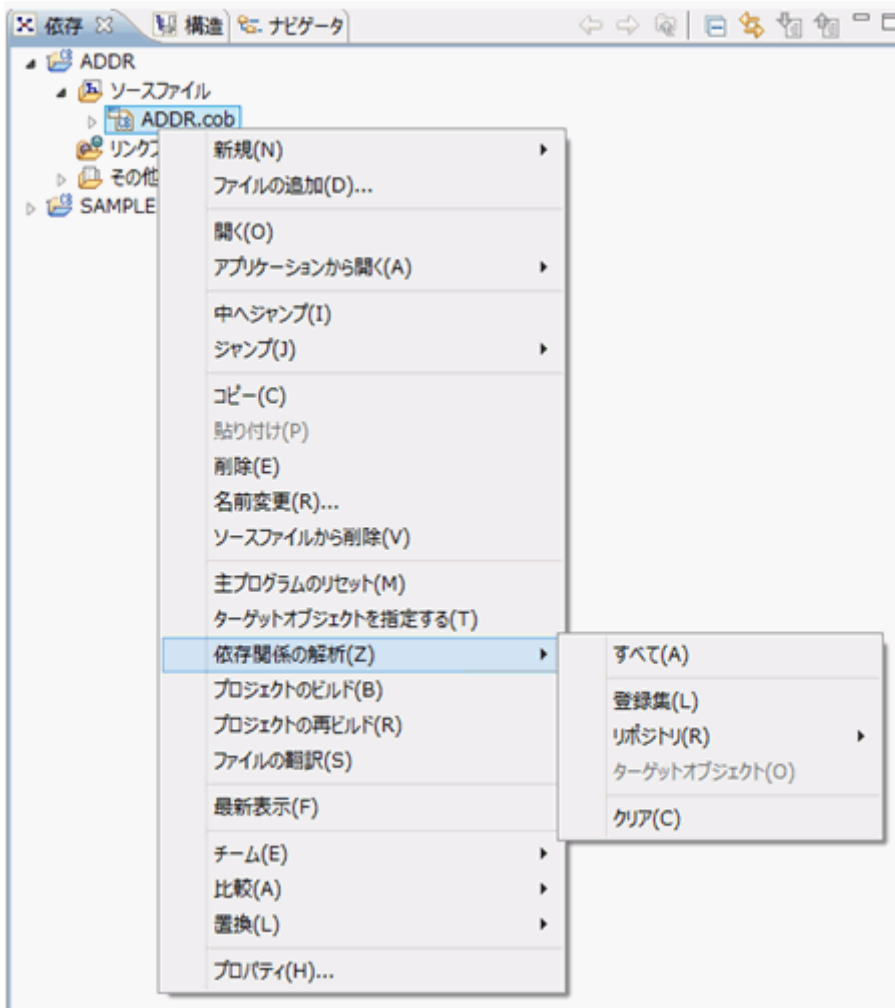 依存 構造 ナビゲータ
ADDR
ソースファイル
ADDR.cob
リンクフ
その他
SAMPLE
新規(N)
ファイルの追加(D)...
開く(O)
アプリケーションから開く(A)
中へジャンプ(I)
ジャンプ(J)
コピー(C)
貼り付け(P)
削除(E)
名前変更(R)...
ソースファイルから削除(V)
主プログラムのリセット(M)
ターゲットオブジェクトを指定する(T)
依存関係の解析(Z)
プロジェクトのビルド(B)
プロジェクトの再ビルド(R)
ファイルの翻訳(S)
最新表示(F)
チーム(E)
比較(A)
置換(L)
プロパティ(H)...
すべて(A)
登録集(L)
リポジトリ(R)
ターゲットオブジェクト(O)
クリア(C)